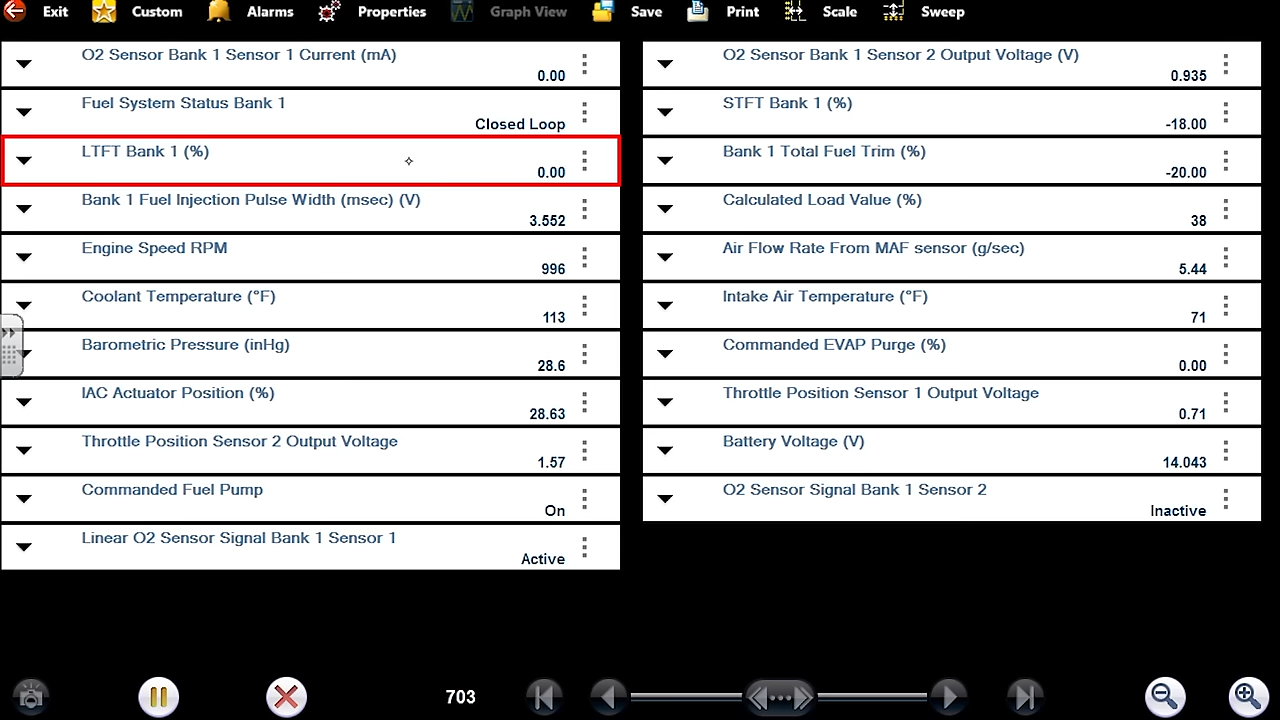 Exit Custom Alarms Properties Graph View Save Print Scale Sweep
O2 Sensor Bank 1 Sensor 1 Current (mA)
0.00
O2 Sensor Bank 1 Sensor 2 Output Voltage (V)
0.935
Fuel System Status Bank 1
Closed Loop
STFT Bank 1 (%)
-18.00
LTFT Bank 1 (%)
0.00
Bank 1 Total Fuel Trim (%)
-20.00
Bank 1 Fuel Injection Pulse Width (msec) (V)
3.552
Calculated Load Value (%)
38
Engine Speed RPM
996
Air Flow Rate From MAF sensor (g/sec)
5.44
Coolant Temperature (°F)
113
Intake Air Temperature (°F)
71
Barometric Pressure (inHg)
28.6
Commanded EVAP Purge (%)
0.00
IAC Actuator Position (%)
28.63
Throttle Position Sensor 1 Output Voltage
0.71
Throttle Position Sensor 2 Output Voltage
1.57
Battery Voltage (V)
14.043
Commanded Fuel Pump
On
O2 Sensor Signal Bank 1 Sensor 2
Inactive
Linear O2 Sensor Signal Bank 1 Sensor 1
Active
703